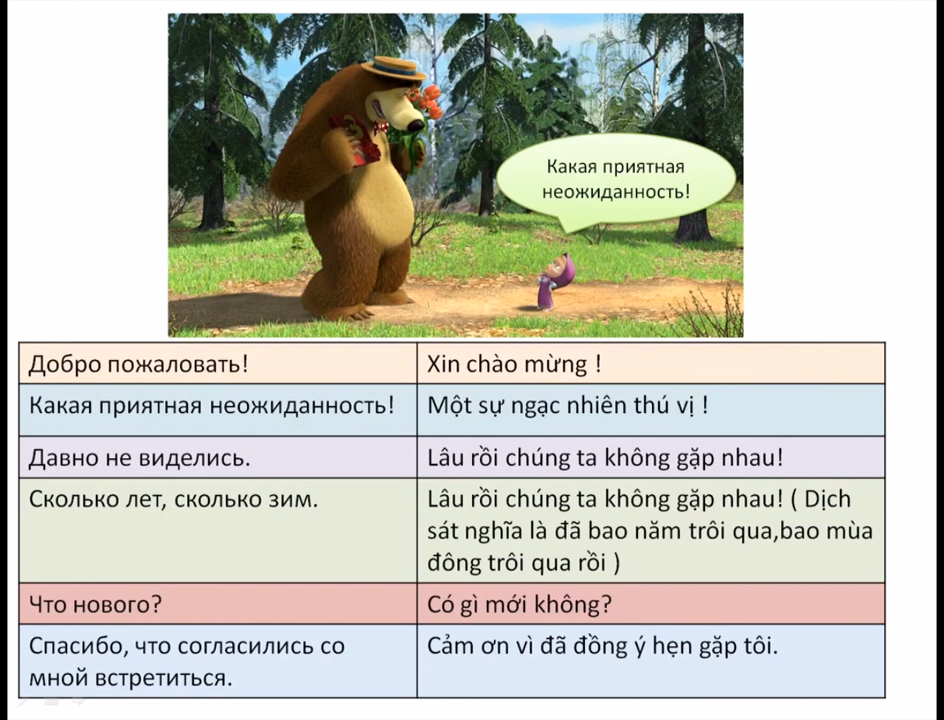 Какая приятная
неожиданность!
Добро пожаловать!
Xin chào mừng !
Какая приятная неожиданность!
Một sự ngạc nhiên thú vị !
Давно не виделись.
Lâu rồi chúng ta không gặp nhau!
Сколько лет, сколько зим.
Lâu rồi chúng ta không gặp nhau! ( Dịch
sát nghĩa là đã bao năm trôi qua,bao mùa
đông trôi qua rồi )
Что нового?
Có gì mới không?
Спасибо, что согласились со
мной встретиться.
Cảm ơn vì đã đồng ý hẹn gặp tôi.